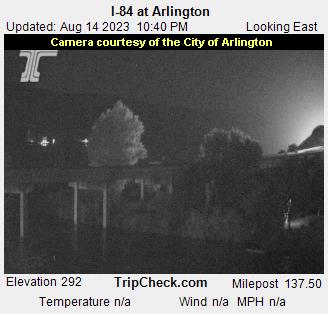 I-84 at Arlington
Updated: Aug 14 2023 10:40 PM Looking East
Camera courtesy of the City of Arlington
Elevation 292 TripCheck.com Milepost 137.50
Temperature n/a Wind n/a MPH n/a